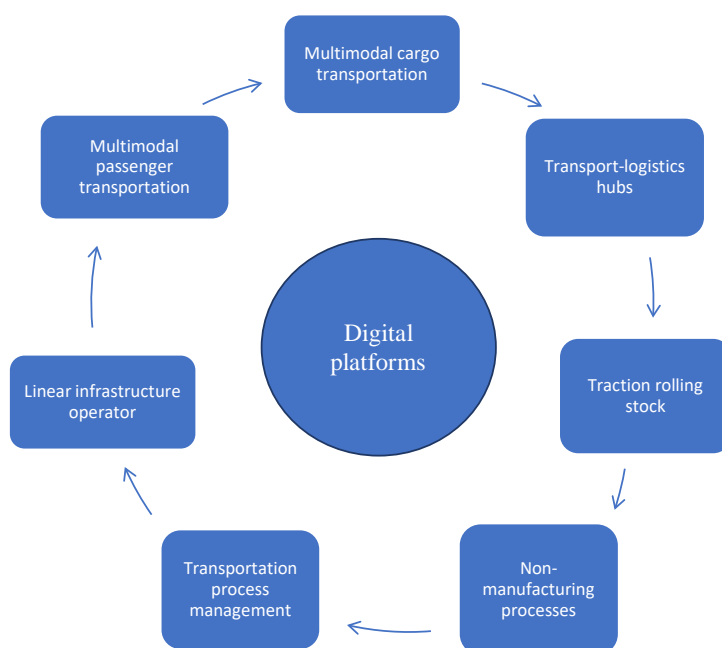 Multimodal cargo
transportation
Multimodal
passenger
transportation
Transport-logistics
hubs
Digital
platforms
Linear infrastructure
operator
Traction rolling
stock
Transportation
process
management
Non-
manufacturing
processes